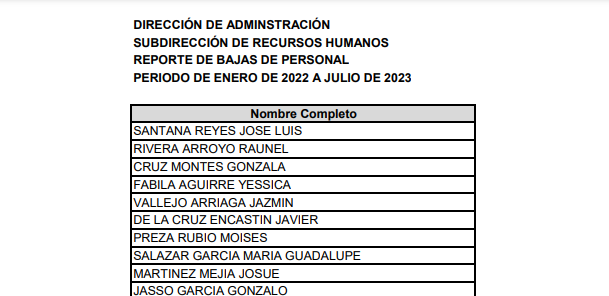 DIRECCIÓN DE ADMINSTRACIÓN
SUBDIRECCIÓN DE RECURSOS HUMANOS
REPORTE DE BAJAS DE PERSONAL
PERIODO DE ENERO DE 2022 A JULIO DE 2023
Nombre Completo
SANTANA REYES JOSE LUIS
RIVERA ARROYO RAUNEL
CRUZ MONTES GONZALA
FABILA AGUIRRE YESSICA
VALLEJO ARRIAGA JAZMIN
DE LA CRUZ ENCASTIN JAVIER
PREZA RUBIO MOISES
SALAZAR GARCIA MARIA GUADALUPE
MARTINEZ MEJIA JOSUE
JASSO GARCIA GONZALO